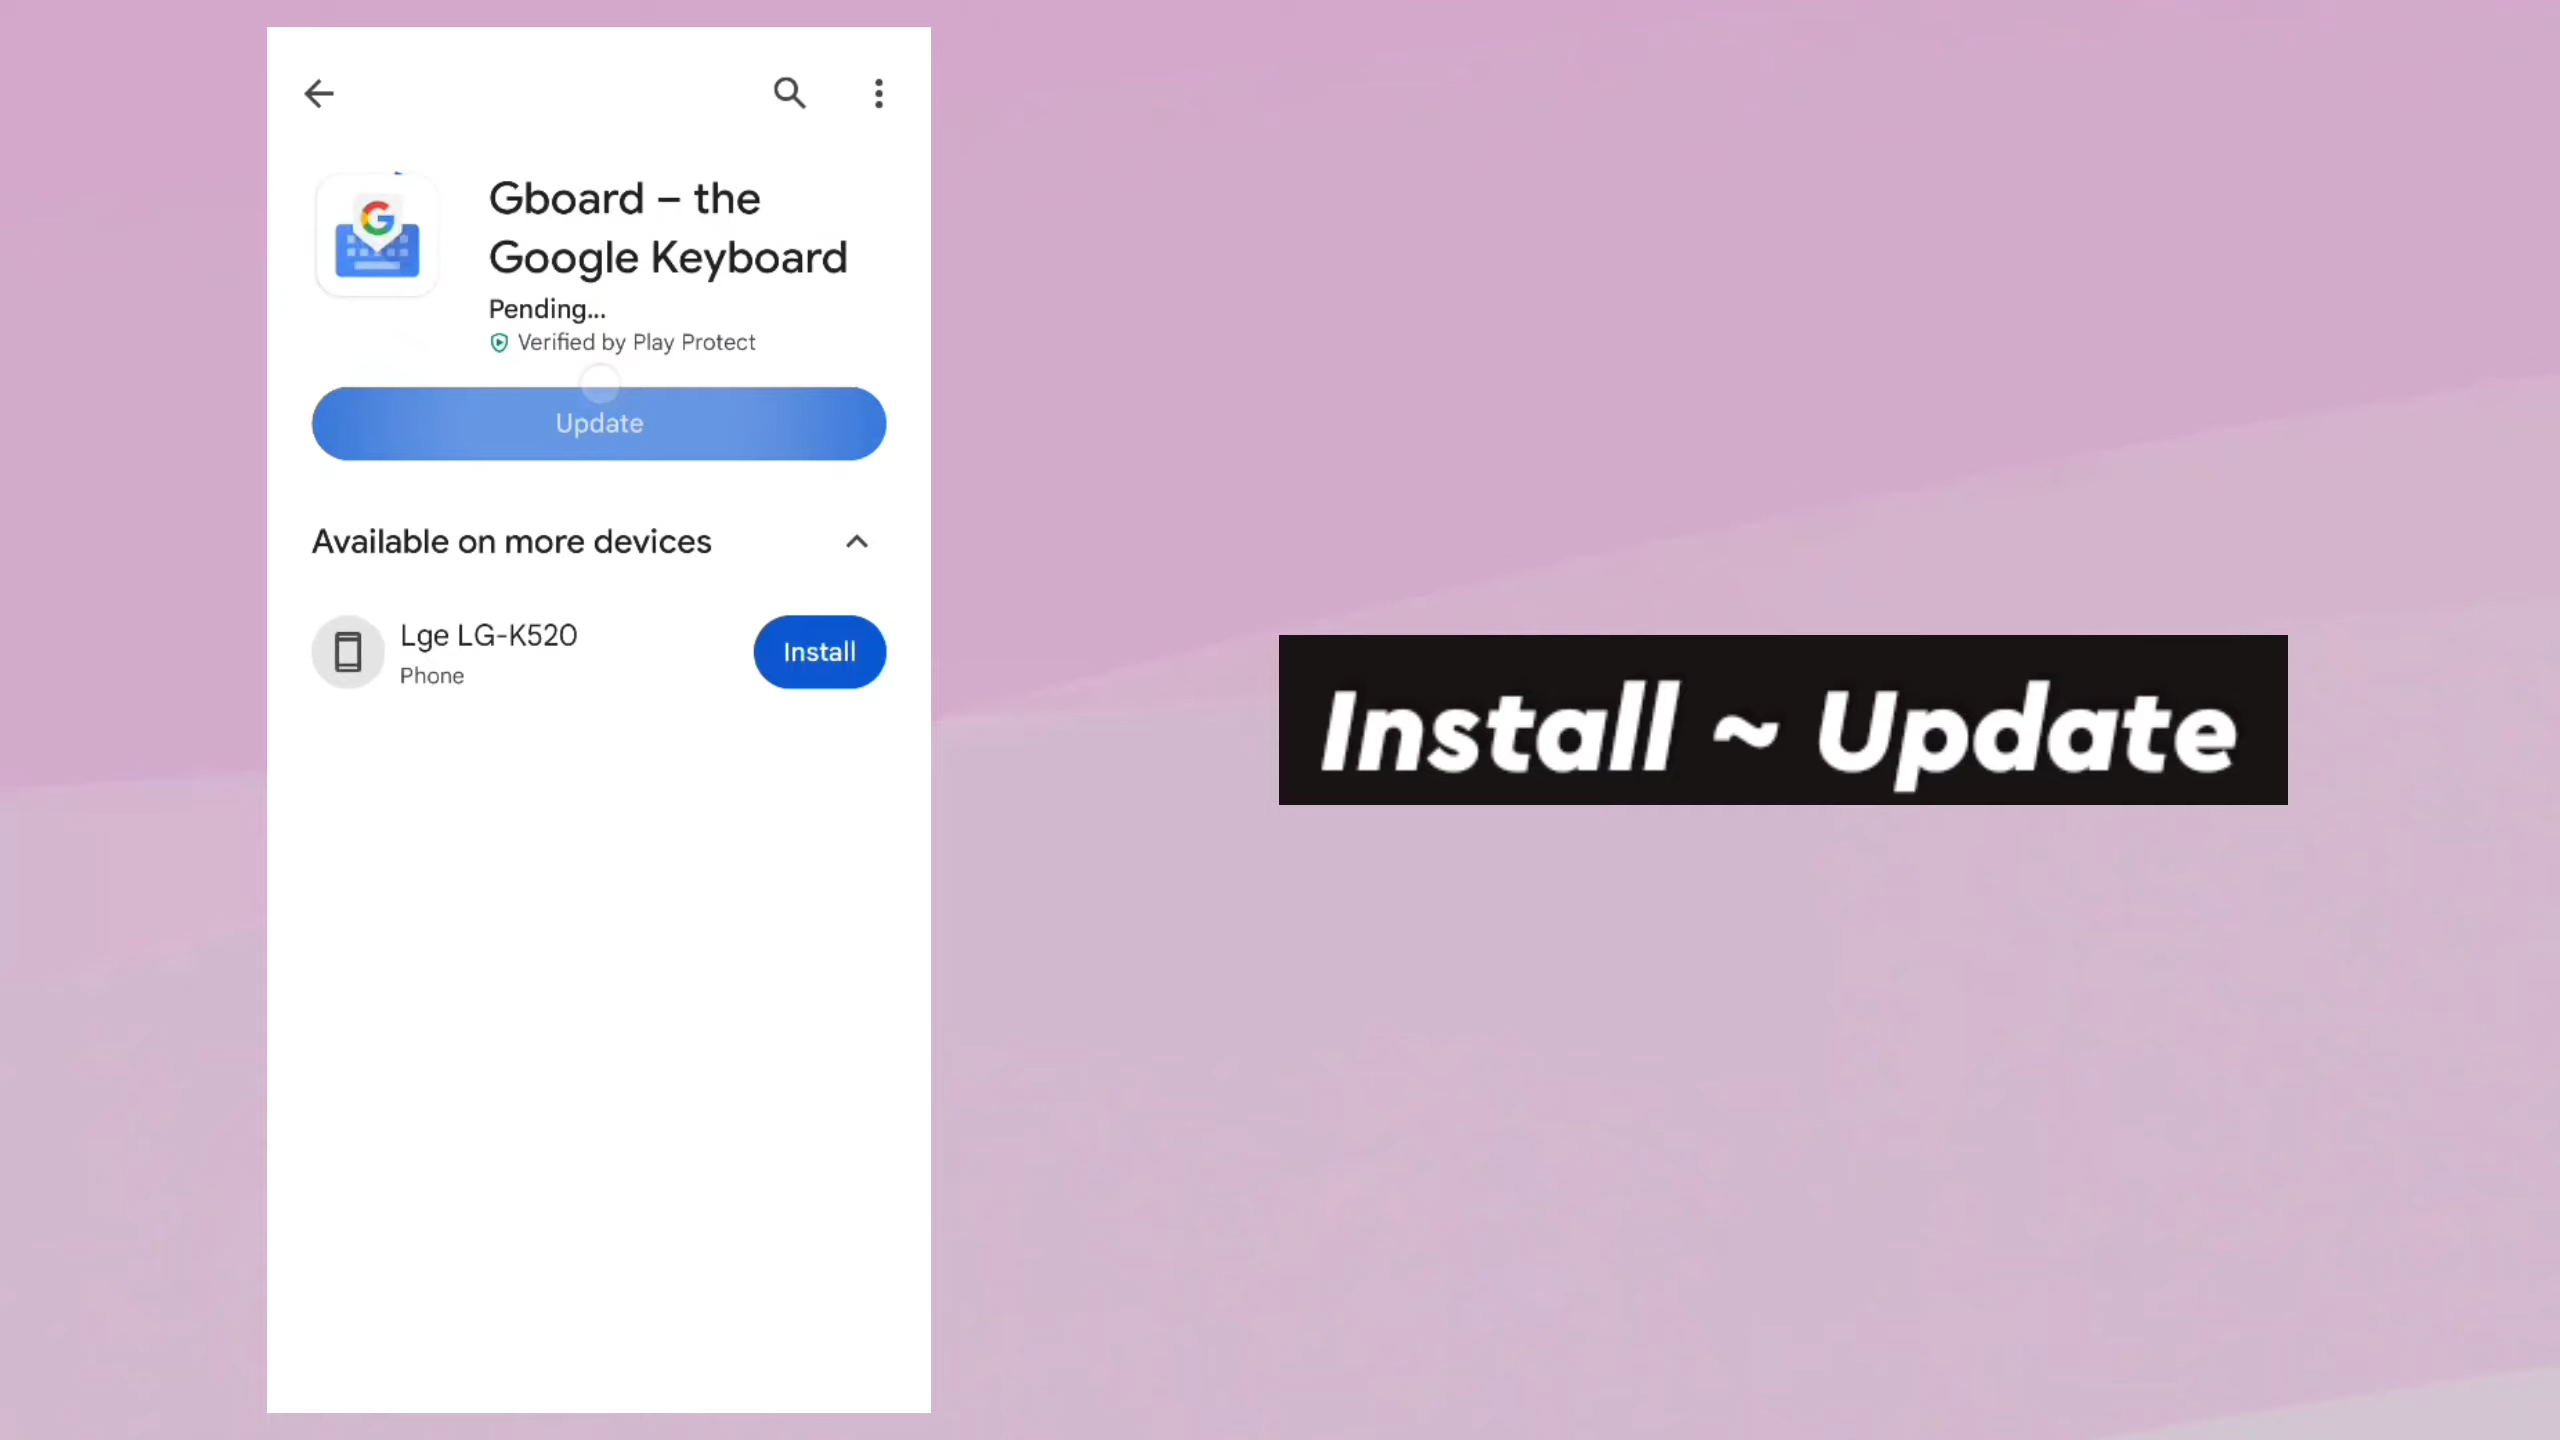 Gboard – the
Google Keyboard
Pending...
Verified by Play Protect
Update
Available on more devices
Lge LG-K520
Phone
Install
Install ~ Update